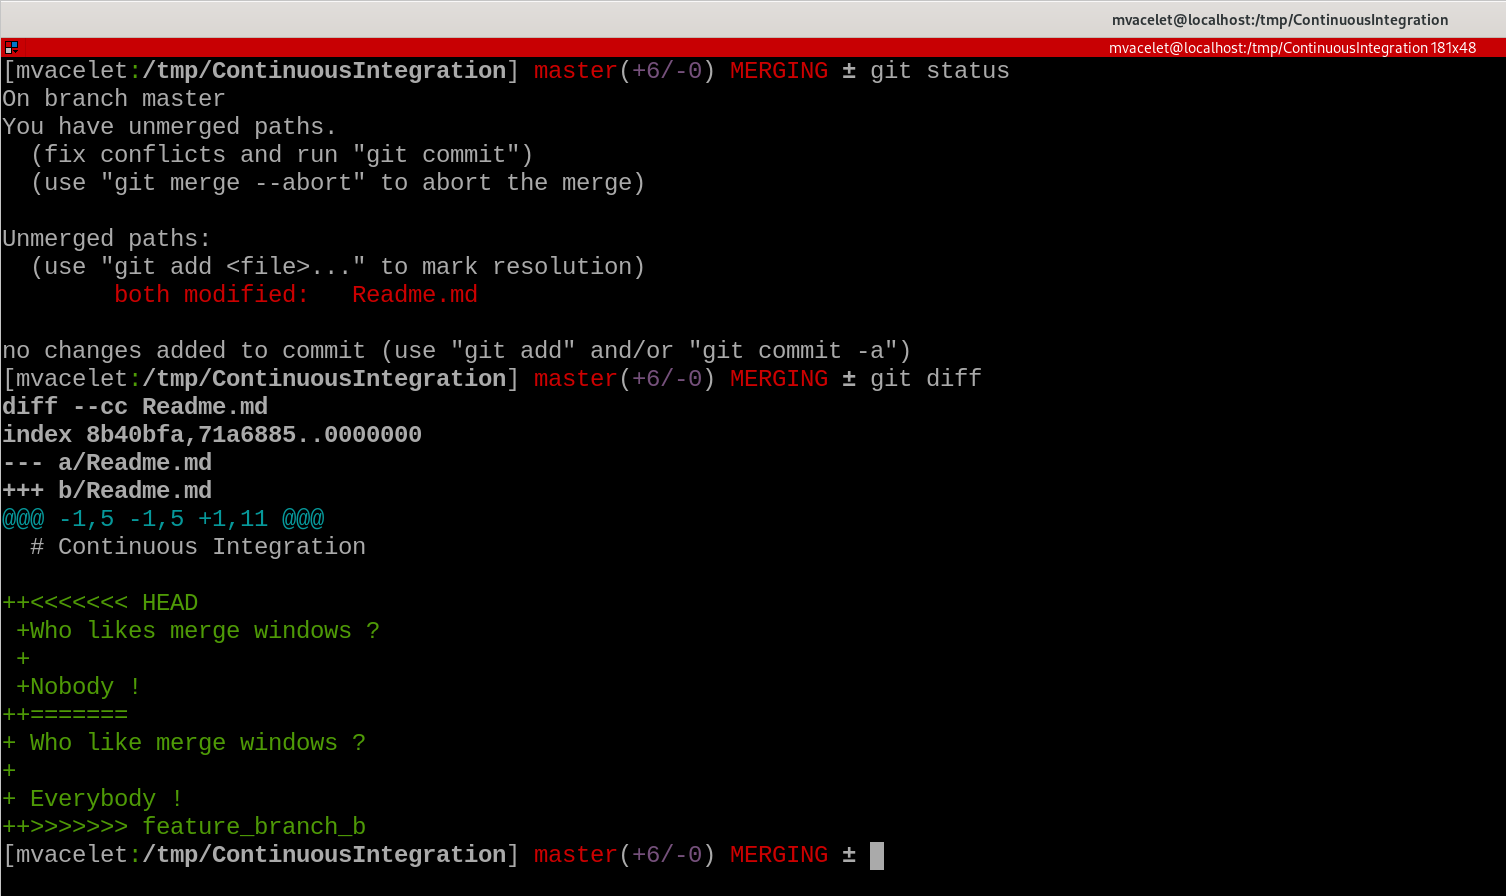 mvacelet@localhost:/tmp/ContinuousIntegration
mvacelet@localhost:/tmp/ContinuousIntegration 181x48
[mvacelet:/tmp/ContinuousIntegration] master(+6/-0) MERGING ± git status
On branch master
You have unmerged paths.
  (fix conflicts and run "git commit")
  (use "git merge --abort" to abort the merge)

Unmerged paths:
  (use "git add <file>..." to mark resolution)
        both modified:   Readme.md

no changes added to commit (use "git add" and/or "git commit -a")
[mvacelet:/tmp/ContinuousIntegration] master(+6/-0) MERGING ± git diff
diff --cc Readme.md
index 8b40bfa,71a6885..0000000
--- a/Readme.md
+++ b/Readme.md
@@@ -1,5 -1,5 +1,11 @@@
  # Continuous Integration

++<<<<<<< HEAD
 +Who likes merge windows ?
 +
 +Nobody !
++=======
+ Who like merge windows ?
+
+ Everybody !
++>>>>>>> feature_branch_b
[mvacelet:/tmp/ContinuousIntegration] master(+6/-0) MERGING ±